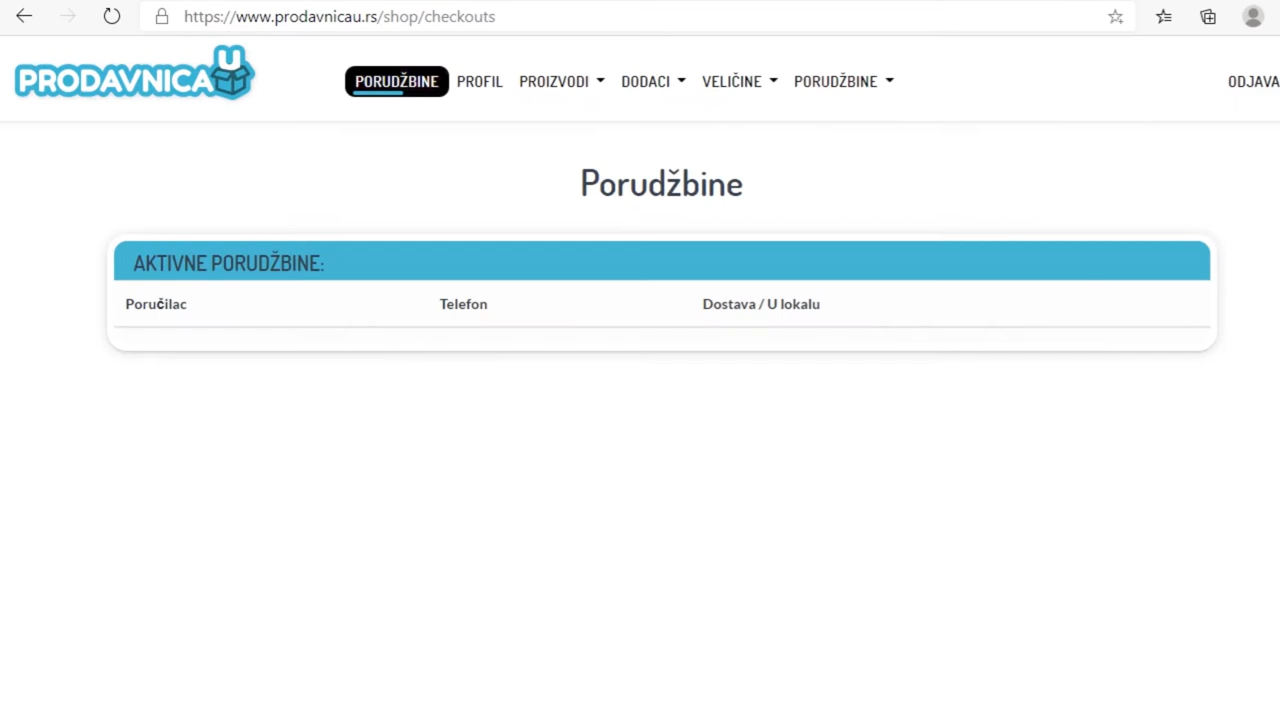 https://www.prodavnicau.rs/shop/checkouts
PRODAVNICA U
PORUDŽBINE PROFIL PROIZVODI DODACI VELIČINE PORUDŽBINE ODJAVA
Porudžbine
AKTIVNE PORUDŽBINE:
Poručilac Telefon Dostava / U lokalu